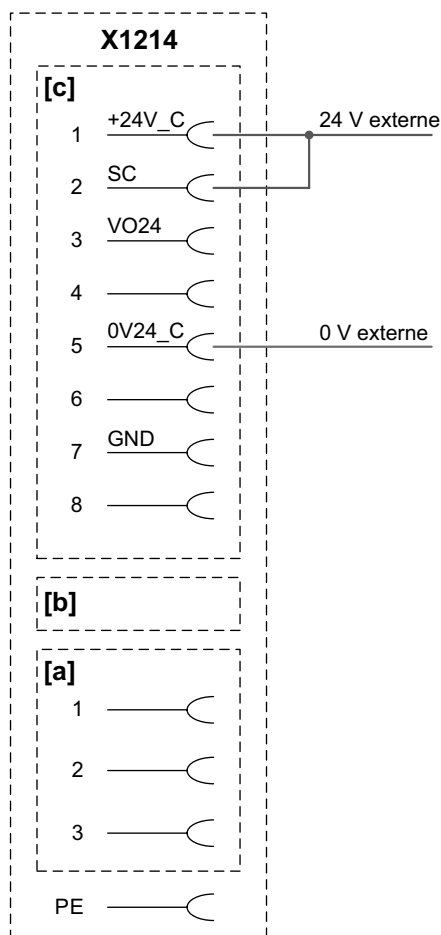 X1214
[c]
1 +24V_C 24 V externe
2 SC
3 VO24
4
5 0V24_C 0 V externe
6
7 GND
8
[b]
[a]
1
2
3
PE